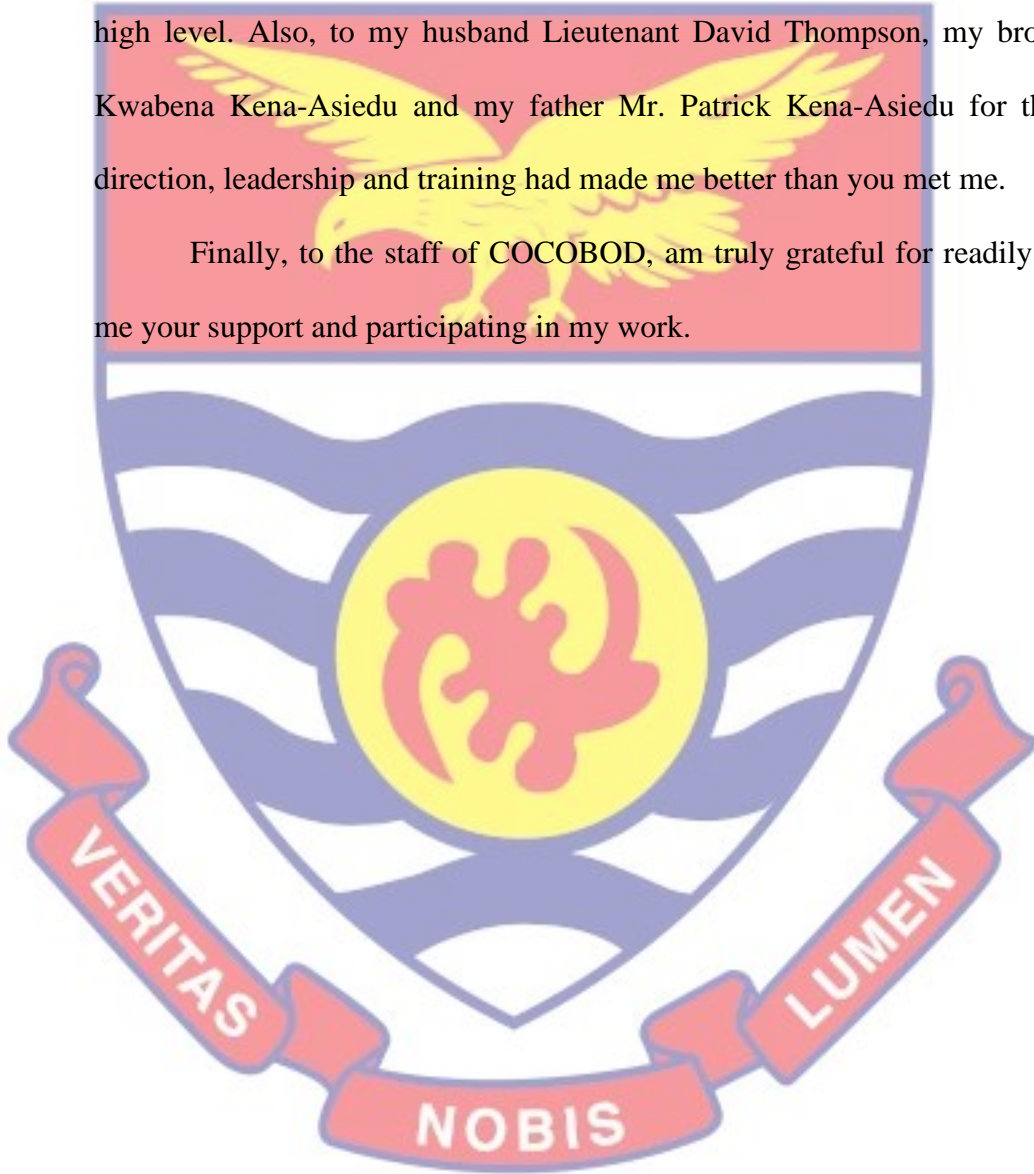 high level. Also, to my husband Lieutenant David Thompson, my bro
Kwabena Kena-Asiedu and my father Mr. Patrick Kena-Asiedu for th
direction, leadership and training had made me better than you met me.
Finally, to the staff of COCOBOD, am truly grateful for readily
me your support and participating in my work.
VERITAS
NOBIS
LUMEN